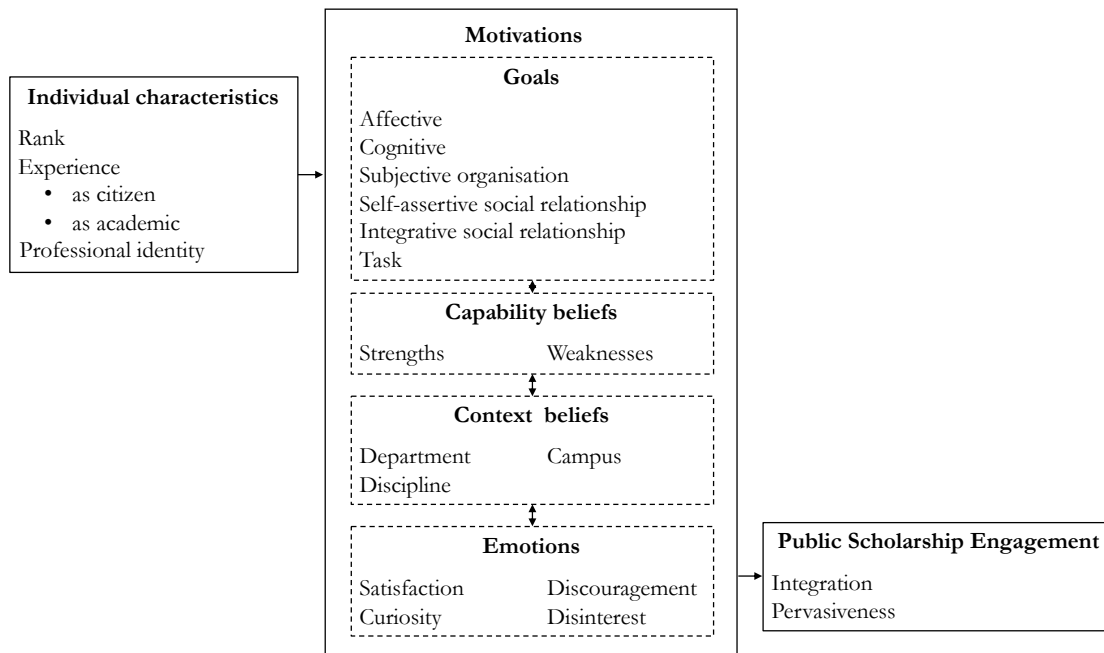 Motivations
Goals
Affective
Cognitive
Subjective organisation
Self-assertive social relationship
Integrative social relationship
Task
Individual characteristics
Rank
Experience
• as citizen
• as academic
Professional identity
Capability beliefs
Strengths Weaknesses
Context beliefs
Department Campus
Discipline
Emotions
Satisfaction Discouragement
Curiosity Disinterest
Public Scholarship Engagement
Integration
Pervasiveness